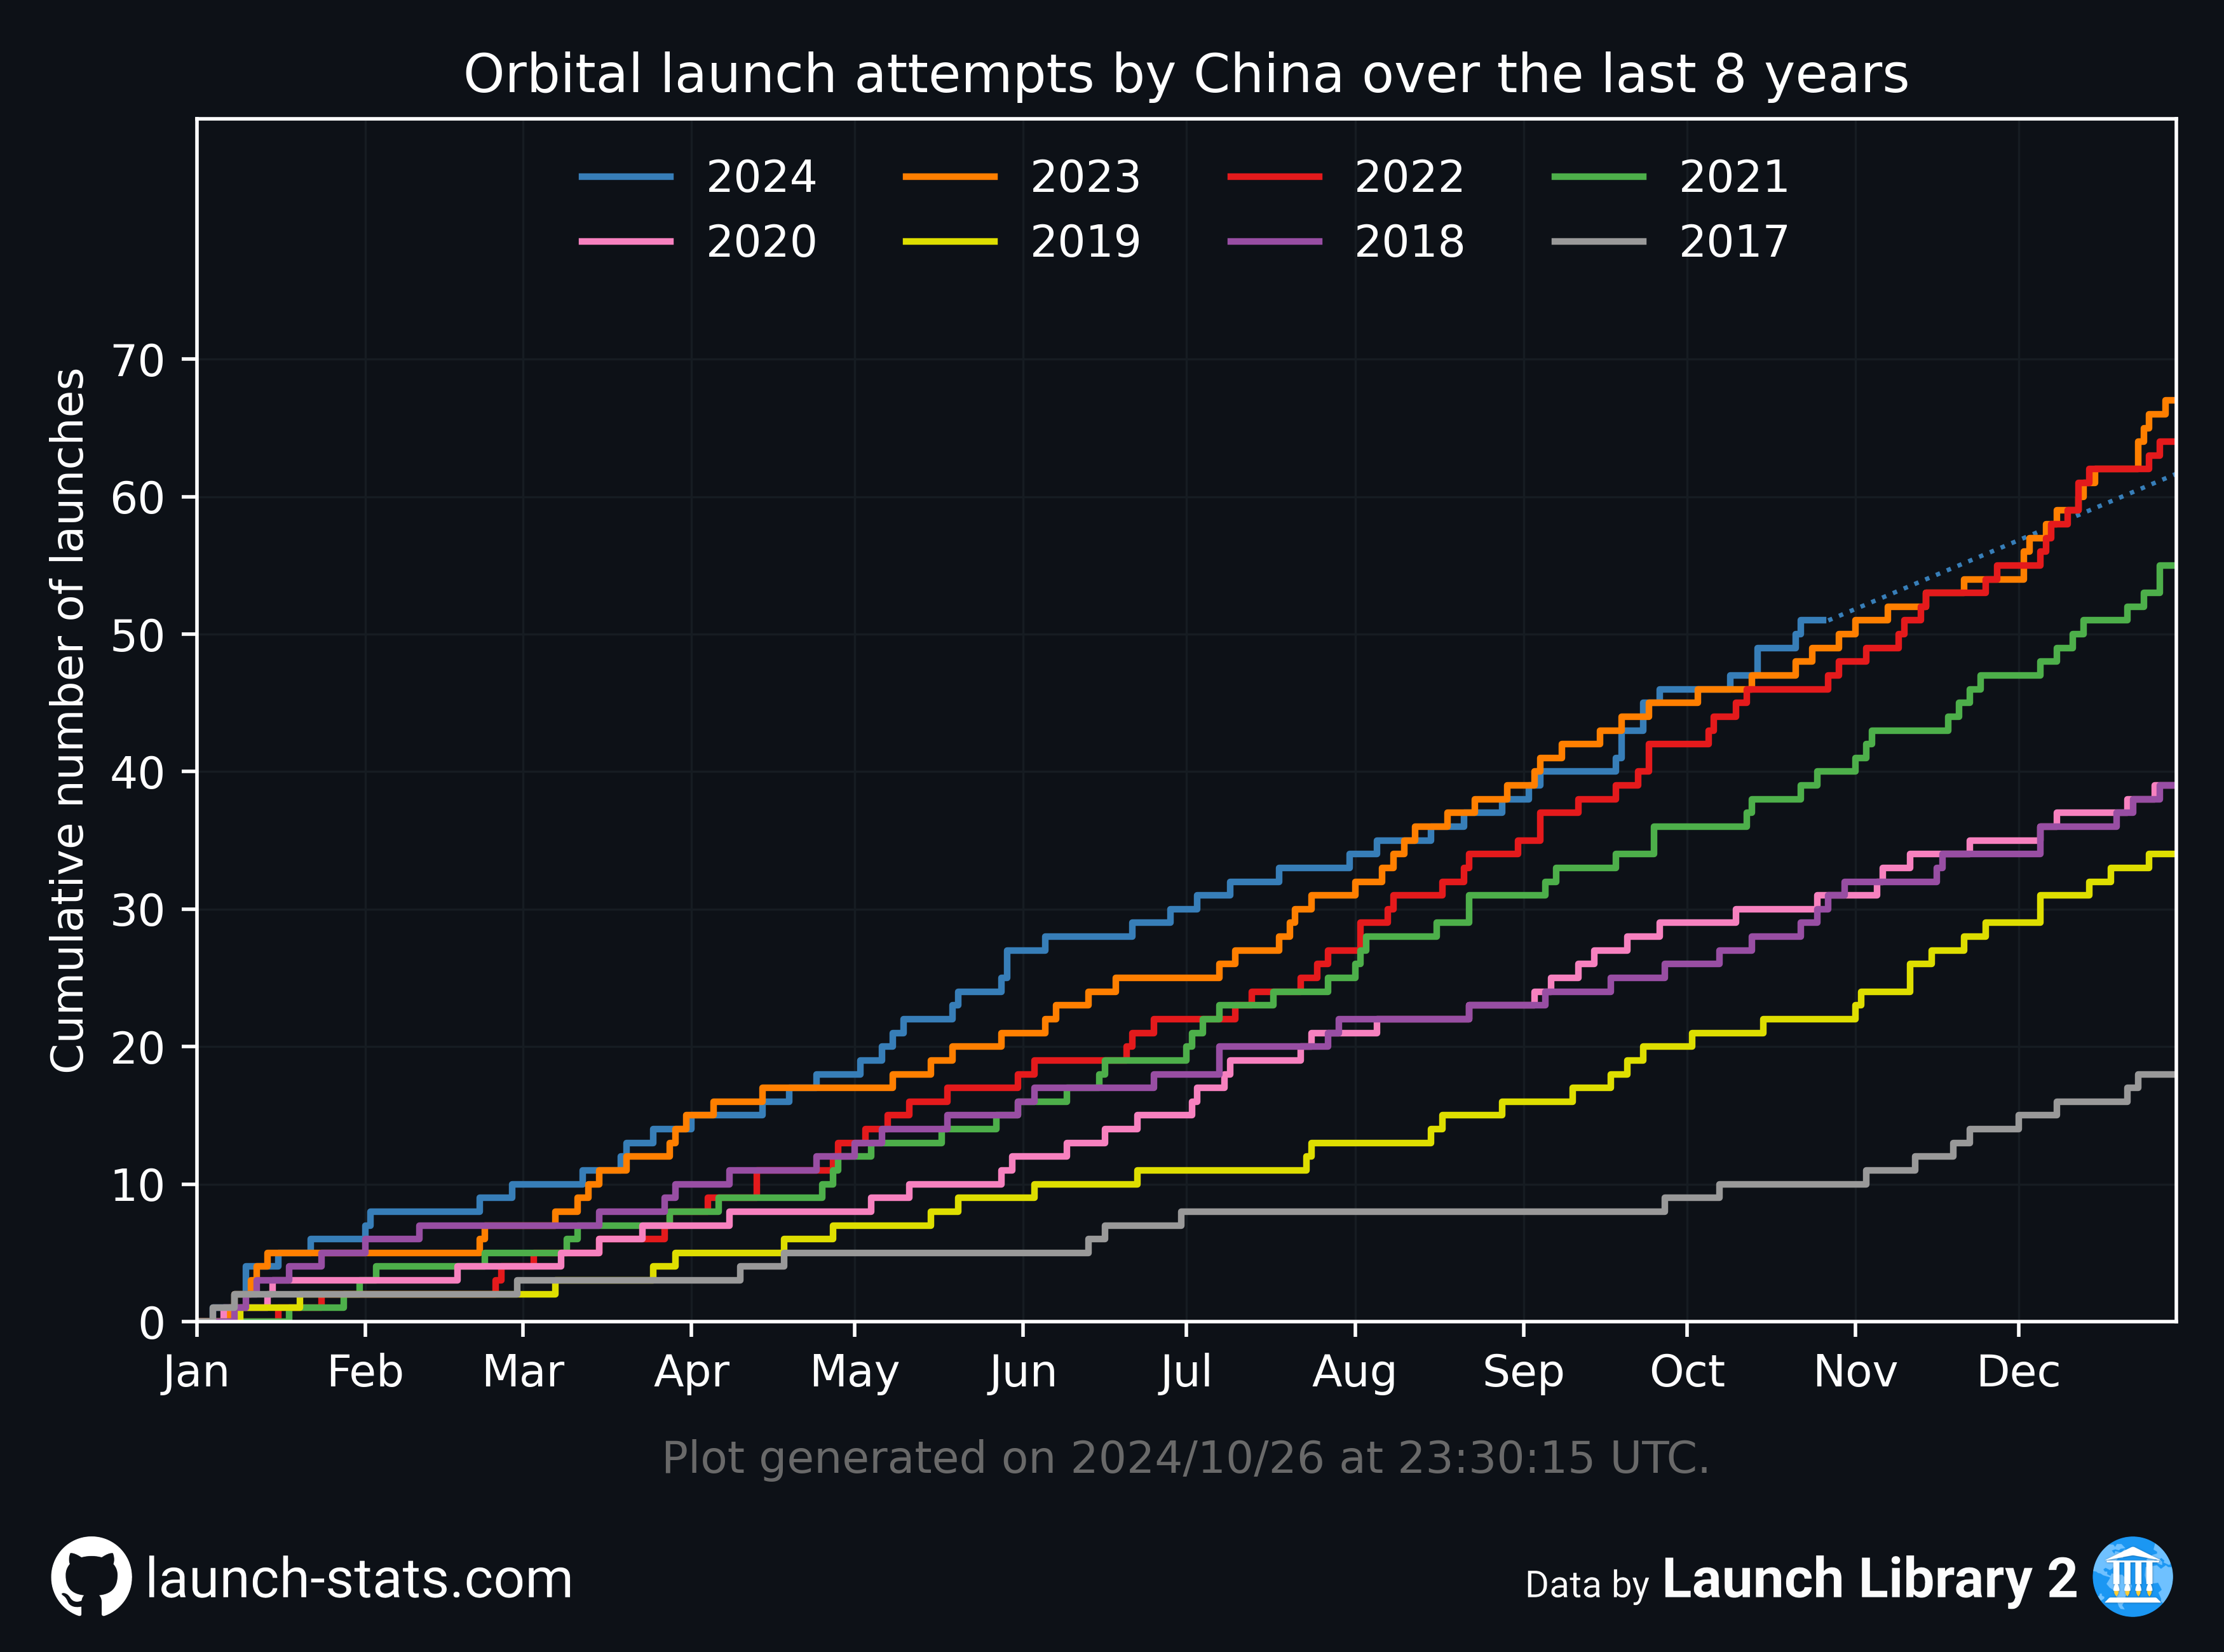 Orbital launch attempts by China over the last 8 years
2024 2023 2022 2021
2020 2019 2018 2017
Cumulative number of launches
70
60
50
40
30
20
10
0
Jan Feb Mar Apr May Jun Jul Aug Sep Oct Nov Dec
Plot generated on 2024/10/26 at 23:30:15 UTC.
launch-stats.com
Data by Launch Library 2